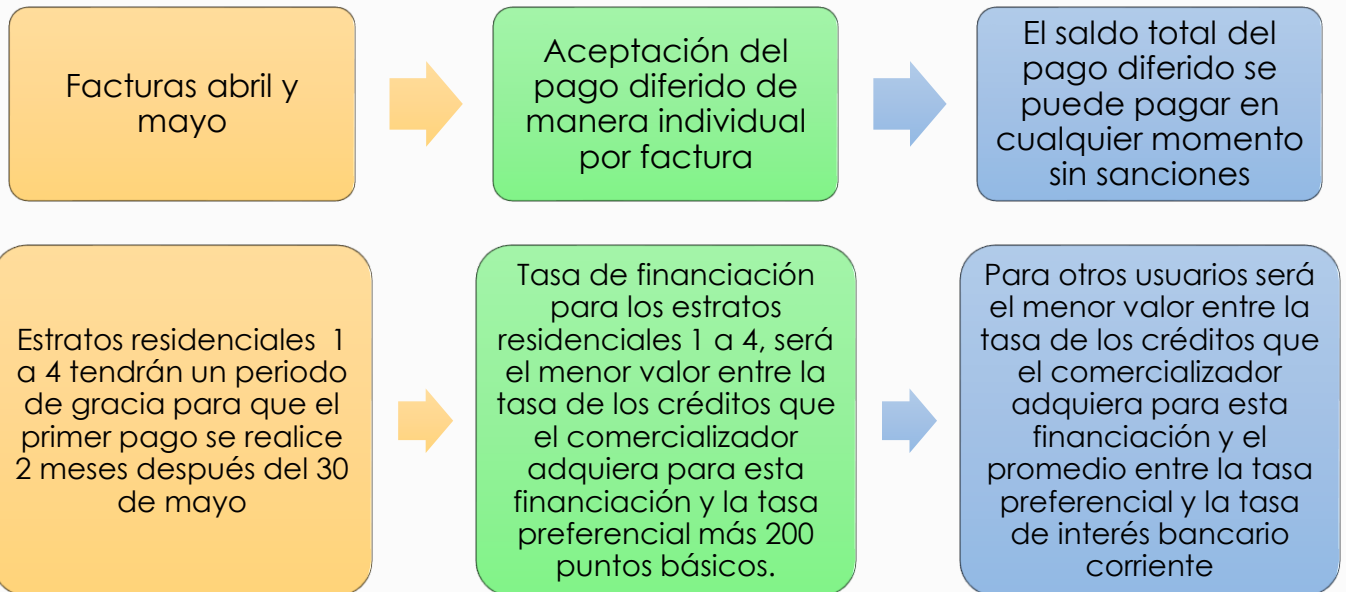 Facturas abril y
mayo
Aceptación del
pago diferido de
manera individual
por factura
El saldo total del
pago diferido se
puede pagar en
cualquier momento
sin sanciones
Estratos residenciales 1
a 4 tendrán un periodo
de gracia para que el
primer pago se realice
2 meses después del 30
de mayo
Tasa de financiación
para los estratos
residenciales 1 a 4, será
el menor valor entre la
tasa de los créditos que
el comercializador
adquiera para esta
financiación y la tasa
preferencial más 200
puntos básicos.
Para otros usuarios será
el menor valor entre la
tasa de los créditos que
el comercializador
adquiera para esta
financiación y el
promedio entre la tasa
preferencial y la tasa
de interés bancario
corriente